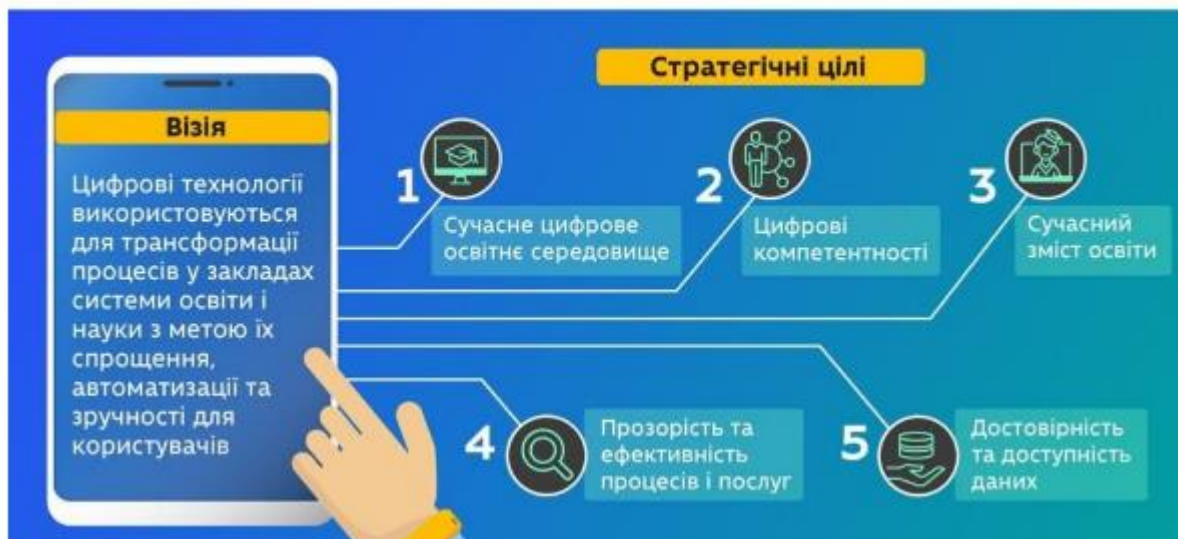 Стратегічні цілі
Візія
Цифрові технології
використовуються
для трансформації
процесів у закладах
системи освіти і
науки з метою їх
спрощення,
автоматизації та
зручності для
користувачів
1
Сучасне цифрове
освітнє середовище
2
Цифрові
компетентності
3
Сучасний
зміст освіти
4
Прозорість та
ефективність
процесів і послуг
5
Достовірність
та доступність
даних